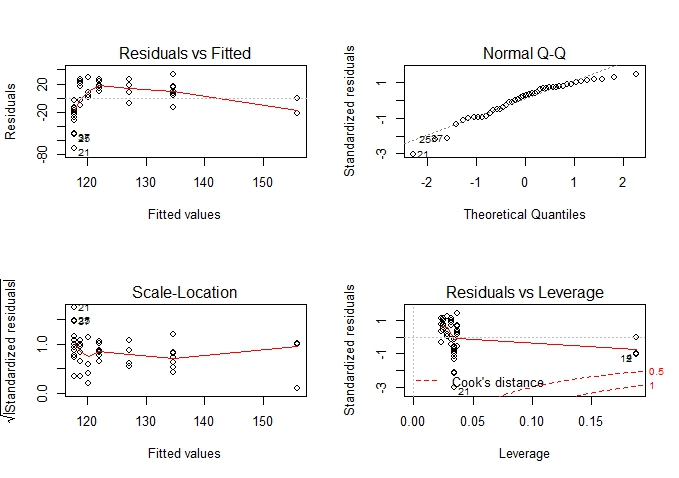 Residuals vs Fitted
Residuals
20
-20
-80
21
120 130 140 150
Fitted values
Normal Q-Q
Standardized residuals
1
-1
-3
21
-2 -1 0 1 2
Theoretical Quantiles
Scale-Location
√|Standardized residuals|
1.0
0.0
21
120 130 140 150
Fitted values
Residuals vs Leverage
Standardized residuals
1
-1
-3
Cook's distance
21
0.5
1
0.00 0.05 0.10 0.15
Leverage